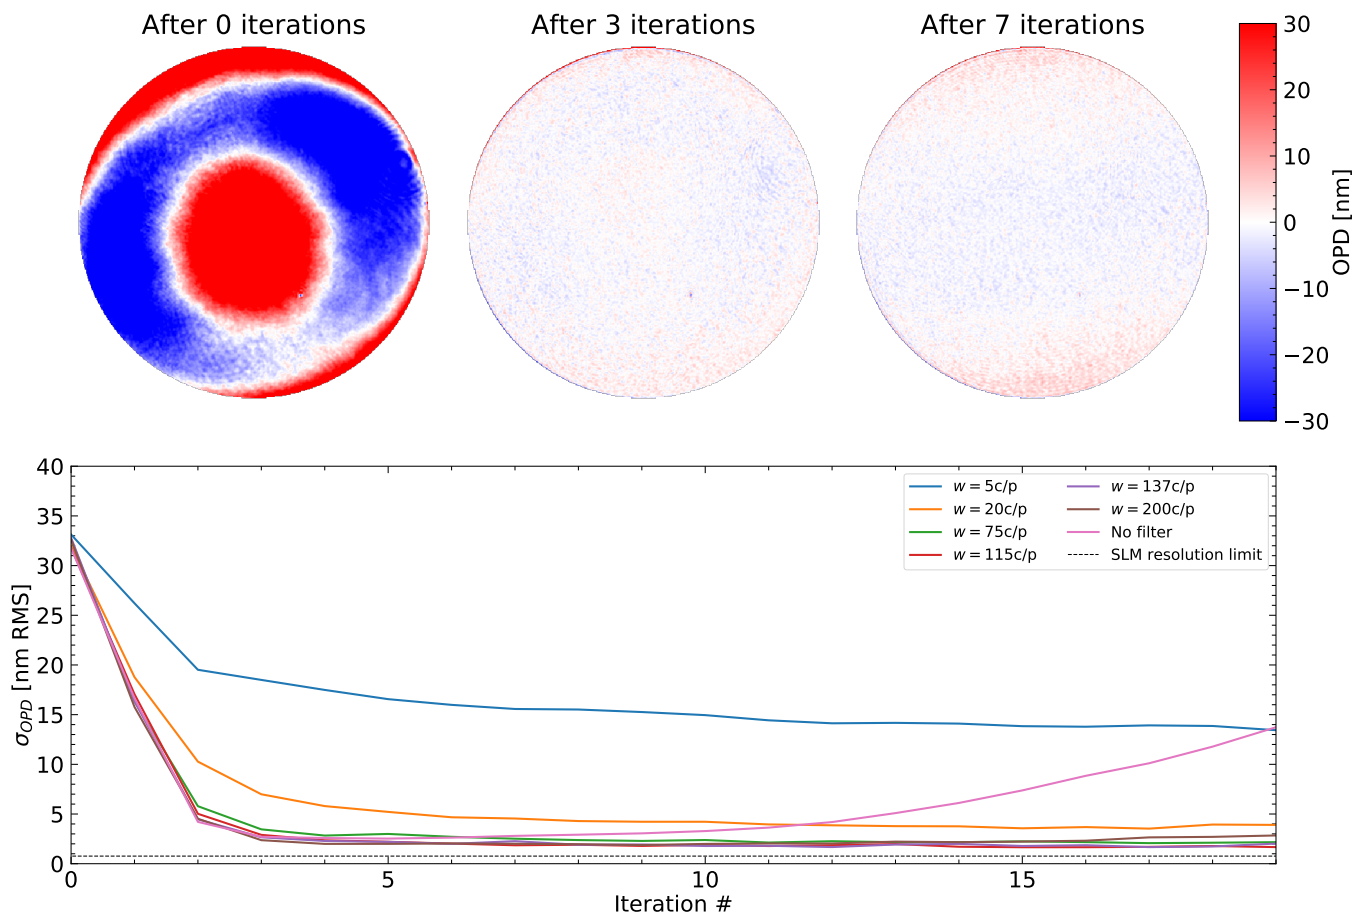 After 0 iterations
After 3 iterations
After 7 iterations
30
20
10
0
−10
−20
−30
OPD [nm]
40
35
30
25
20
15
10
5
0
σOPD [nm RMS]
w = 5c/p
w = 20c/p
w = 75c/p
w = 115c/p
w = 137c/p
w = 200c/p
No filter
SLM resolution limit
0
5
10
15
Iteration #